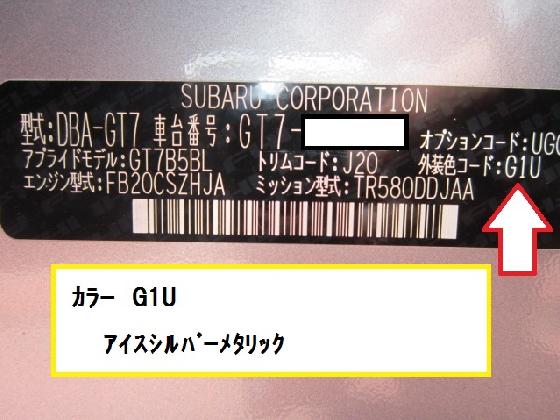 SUBARU CORPORATION
型式:DBA-GT7 車台番号:GT7-
オプションコード:UGC
アプライドモデル:GT7B5BL トリムコード:J20 外装色コード:G1U
エンジン型式:FB20CSZHJA ミッション型式:TR580DDJAA
カラー G1U
アイスシルバーメタリック